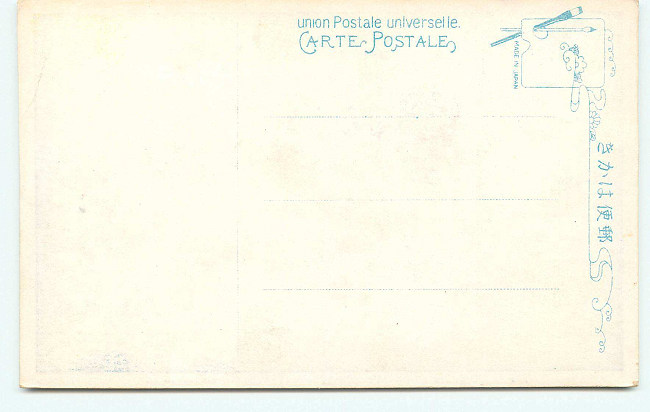 union Postale universelle.
CARTE POSTALE
MADE IN JAPAN
きかは便郵